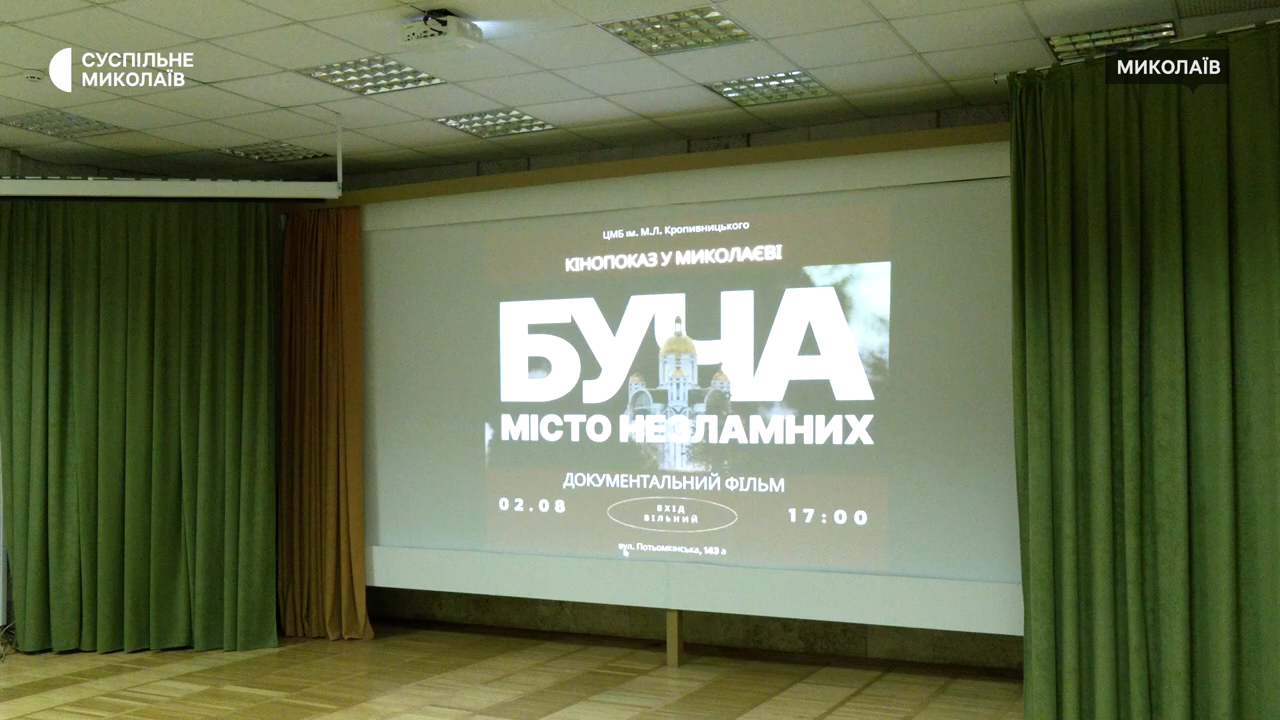 СУСПІЛЬНЕ
МИКОЛАЇВ
МИКОЛАЇВ
ЦМБ ім. М.Л. Кропивницького
КІНОПОКАЗ У МИКОЛАЄВІ
БУЧА
МІСТО НЕЗЛАМНИХ
ДОКУМЕНТАЛЬНИЙ ФІЛЬМ
02.08
ВХІД
ВІЛЬНИЙ
17:00
вул. Потьомкінська, 143 а